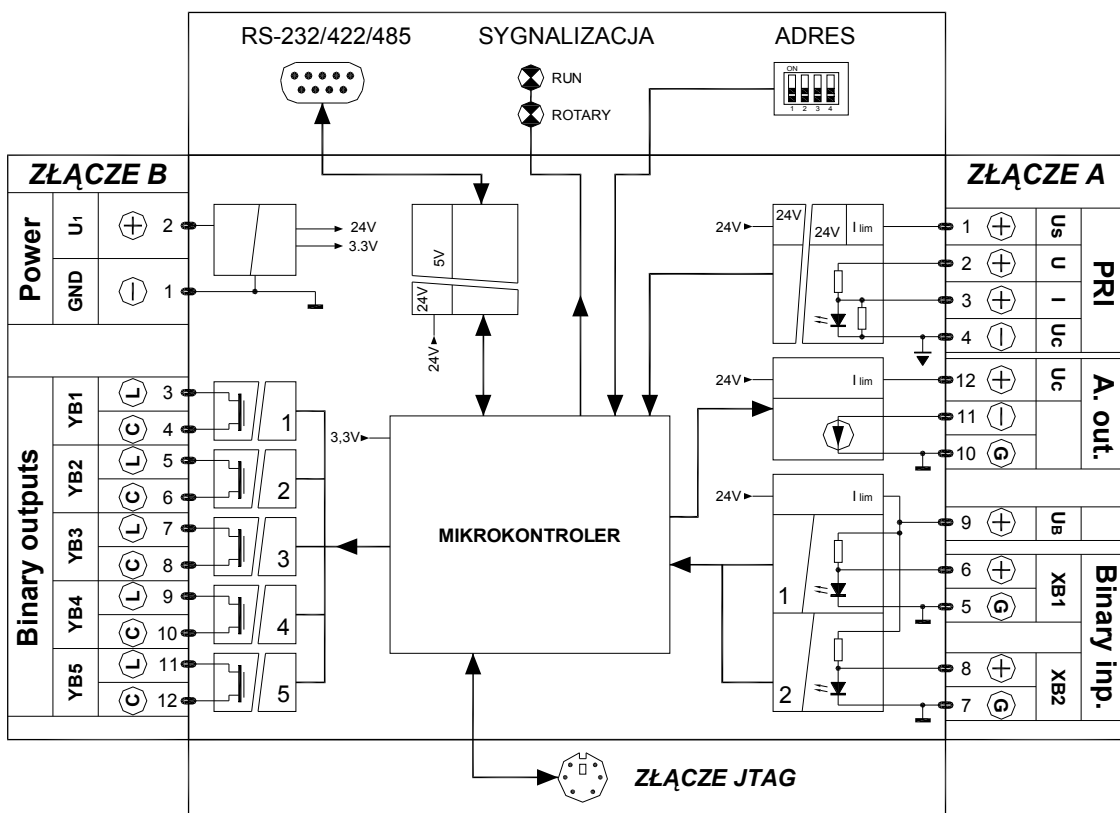 RS-232/422/485 SYGNALIZACJA ADRES
RUN
ROTARY
ON
1 2 3 4
ZŁĄCZE B
Power
U1 + 2
GND − 1
24V
3.3V
5V
24V
24V
Binary outputs
YB1
L 3
C 4
1
YB2
L 5
C 6
2
YB3
L 7
C 8
3
YB4
L 9
C 10
4
YB5
L 11
C 12
5
3,3V
MIKROKONTROLER
ZŁĄCZE A
24V
24V
24V
I lim
1 + Us
2 + U
3 + I
4 − Uc
PRI
24V
I lim
12 + Uc
11 −
10 G
A. out.
24V
I lim
9 + UB
1
6 +
5 G
XB1
2
8 +
7 G
XB2
Binary inp.
ZŁĄCZE JTAG